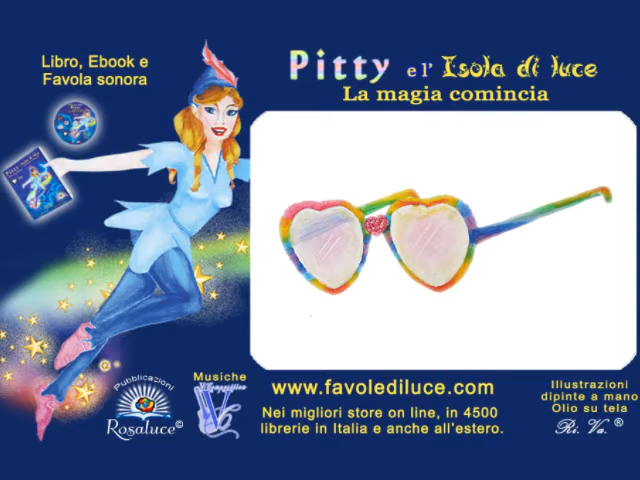 Libro, Ebook e
Favola sonora
Pitty e l' Isola di luce
La magia comincia
Pubblicazioni
Rosaluce©
Musiche
www.favolediluce.com
Nei migliori store on line, in 4500
librerie in Italia e anche all'estero.
Illustrazioni
dipinte a mano
Olio su tela
Ri. Va. ®